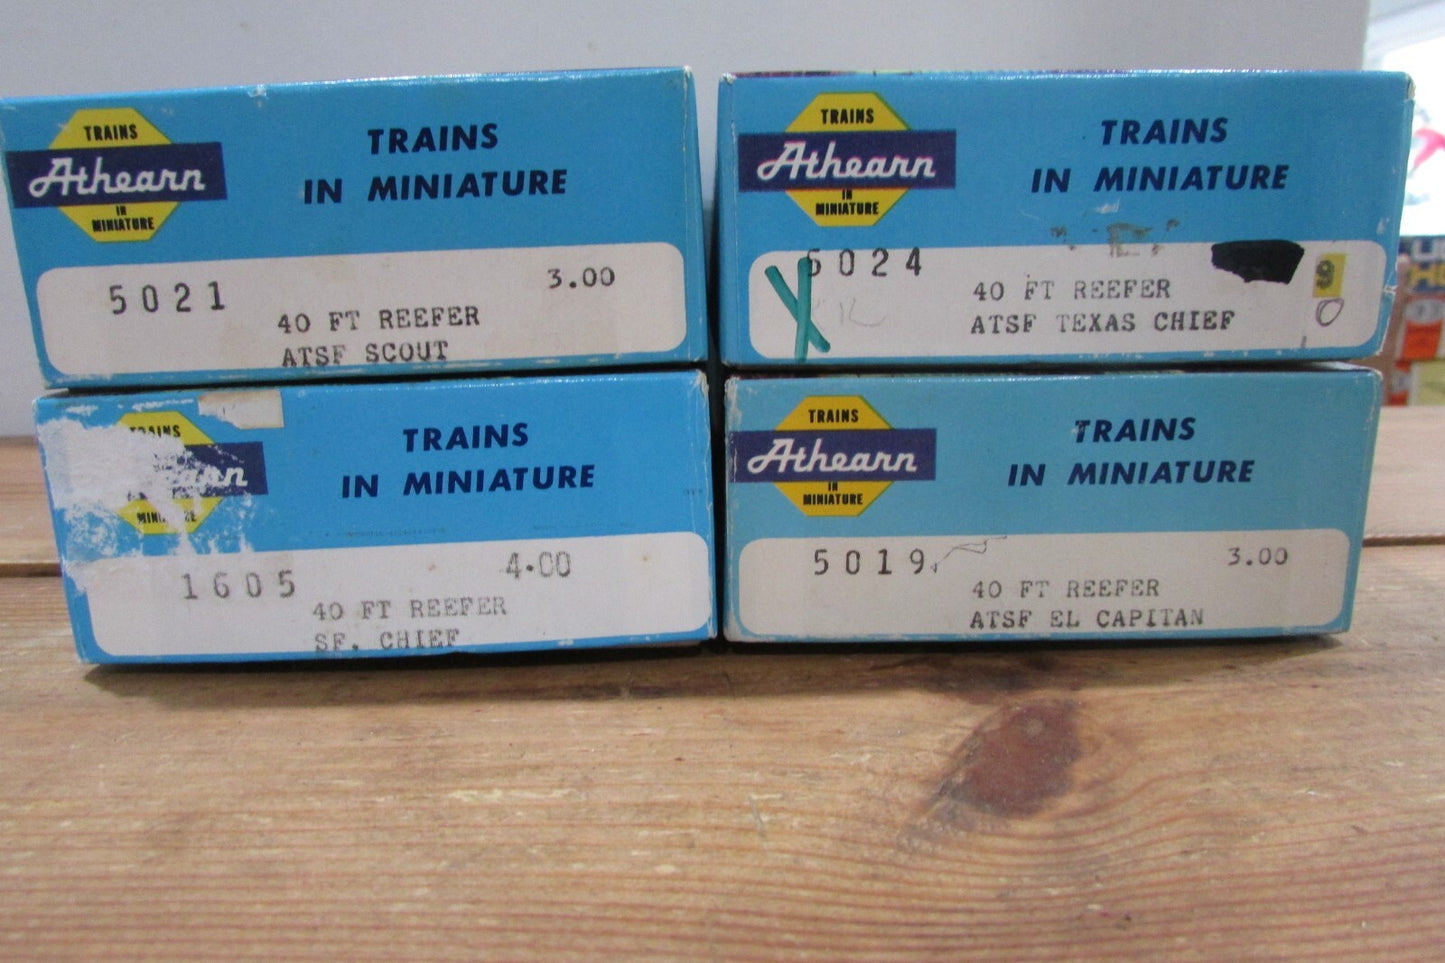 TRAINS
Athearn
IN
MINIATURE
TRAINS
IN MINIATURE
5021
3.00
40 FT REEFER
ATSF SCOUT
TRAINS
Athearn
IN
MINIATURE
TRAINS
IN MINIATURE
5024
9
40 FT REEFER
ATSF TEXAS CHIEF
TRAINS
IN MINIATURE
1605
4.00
40 FT REEFER
SF. CHIEF
TRAINS
Athearn
IN
MINIATURE
TRAINS
IN MINIATURE
5019
3.00
40 FT REEFER
ATSF EL CAPITAN